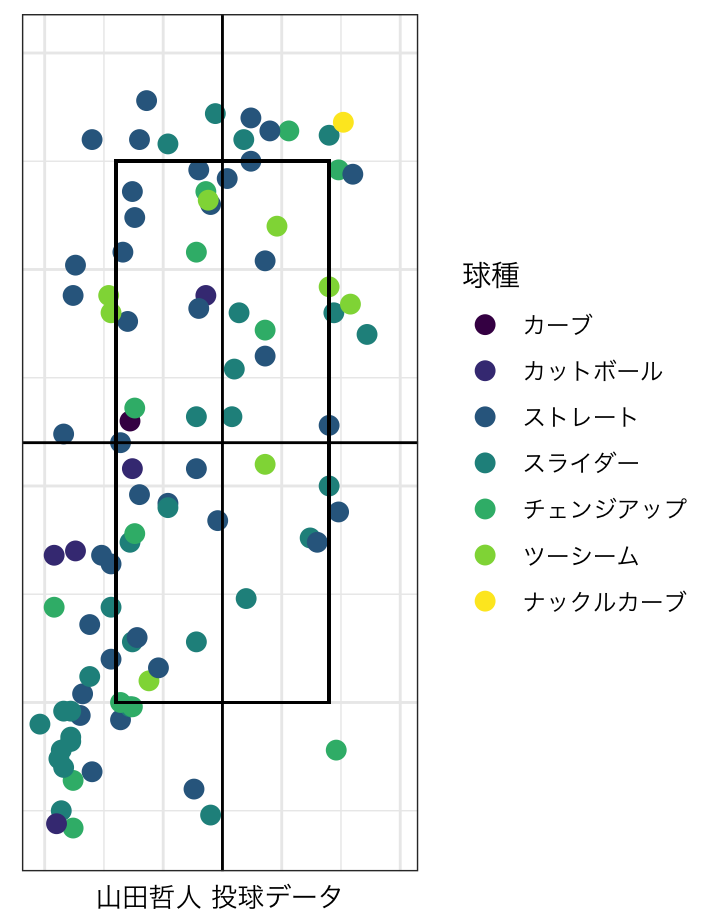 球種
カーブ
カットボール
ストレート
スライダー
チェンジアップ
ツーシーム
ナックルカーブ
山田哲人 投球データ